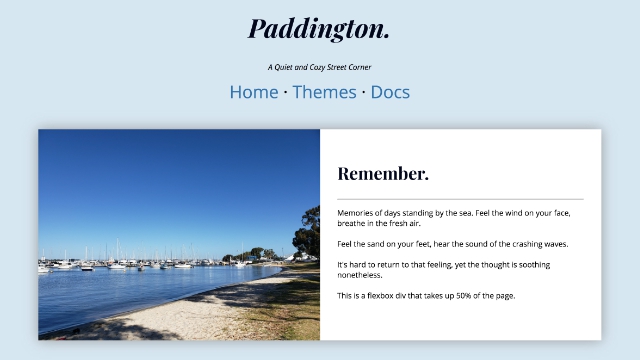 Paddington.
A Quiet and Cozy Street Corner
Home · Themes · Docs
Remember.
Memories of days standing by the sea. Feel the wind on your face,
breathe in the fresh air.
Feel the sand on your feet, hear the sound of the crashing waves.
It's hard to return to that feeling, yet the thought is soothing
nonetheless.
This is a flexbox div that takes up 50% of the page.